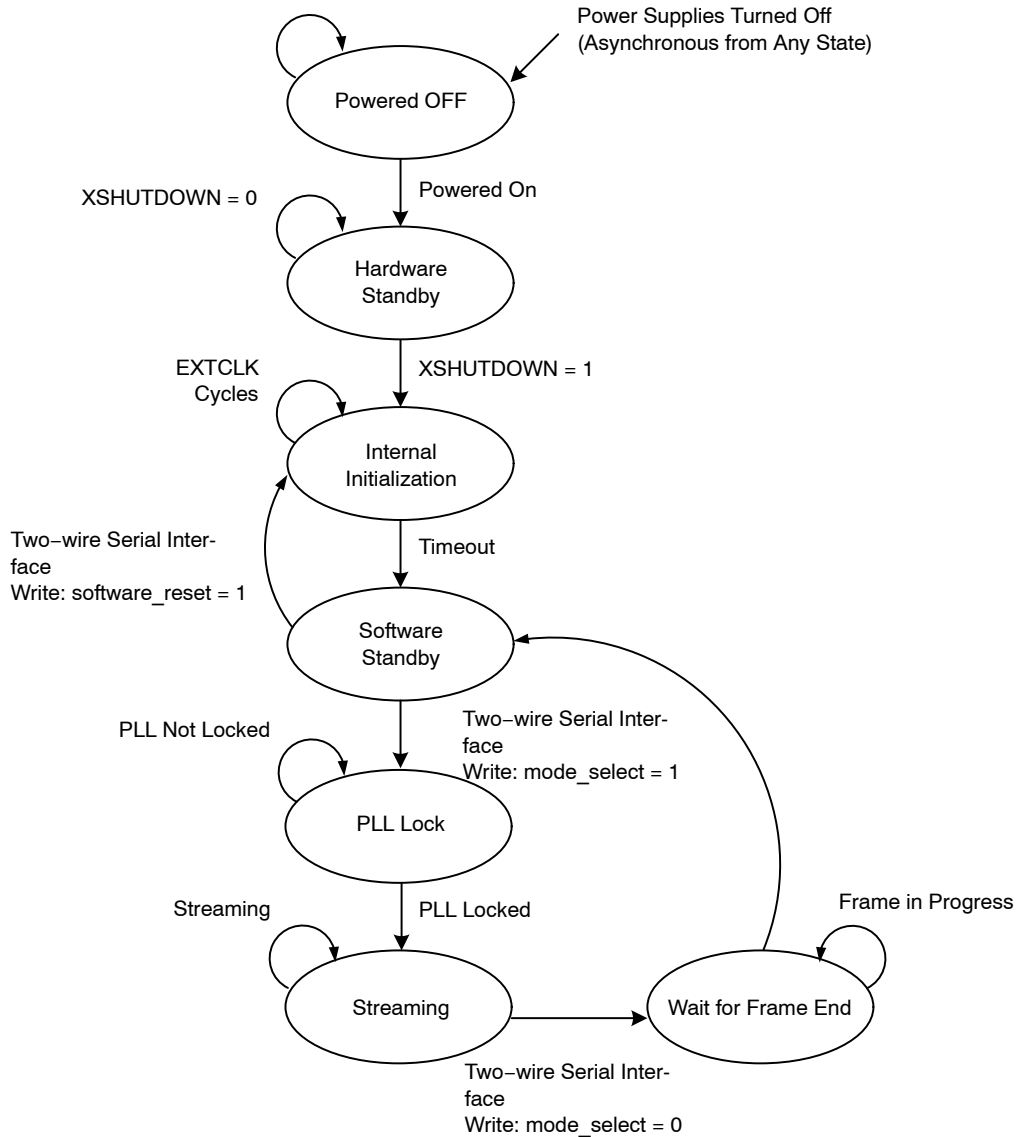 Power Supplies Turned Off
(Asynchronous from Any State)
Powered OFF
Powered On
XSHUTDOWN = 0
Hardware
Standby
XSHUTDOWN = 1
EXTCLK
Cycles
Internal
Initialization
Timeout
Two−wire Serial Inter-
face
Write: software_reset = 1
Software
Standby
Two−wire Serial Inter-
face
Write: mode_select = 1
PLL Not Locked
PLL Lock
PLL Locked
Streaming
Streaming
Frame in Progress
Wait for Frame End
Two−wire Serial Inter-
face
Write: mode_select = 0